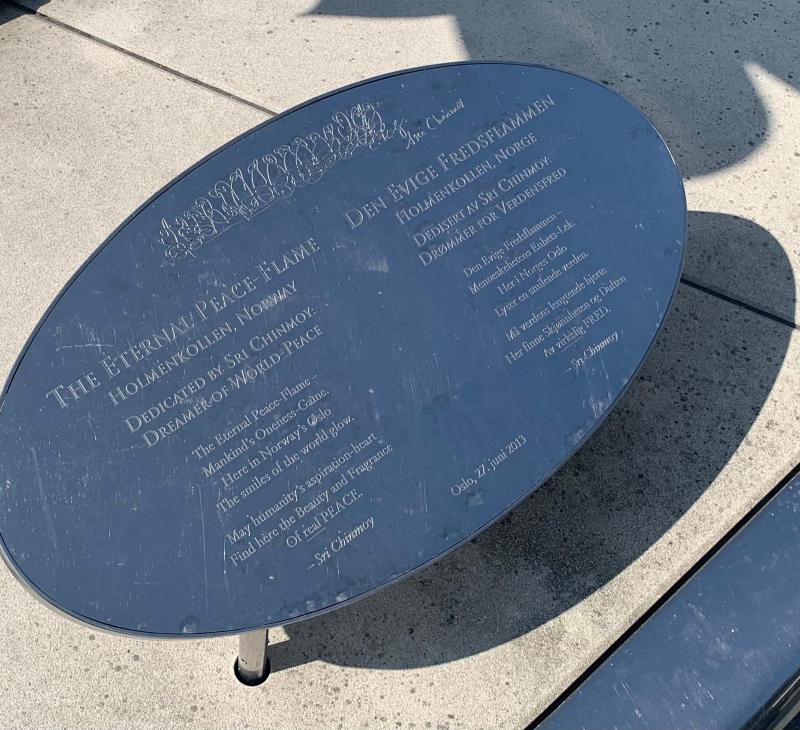 Sri Chinmoy
THE ETERNAL PEACE-FLAME
HOLMENKOLLEN, NORWAY
DEDICATED BY SRI CHINMOY:
DREAMER OF WORLD-PEACE
The Eternal Peace-Flame –
Mankind's Oneness-Game.
Here in Norway's Oslo
The smiles of the world glow.
May humanity's aspiration-heart
Find here the Beauty and Fragrance
Of real PEACE.
– Sri Chinmoy
DEN EVIGE FREDSFLAMMEN
HOLMENKOLLEN, NORGE
DEDISERT AV SRI CHINMOY:
DRØMMER FOR VERDENSFRED
Den Evige Fredsflammen –
Menneskehetens Enhets-Lek.
Her i Norges Oslo
Lyser en smilende verden.
Må verdens lengtende hjerte
Her finne Skjønnheten og Duften
Av virkelig FRED.
– Sri Chinmoy
Oslo, 27. juni 2013